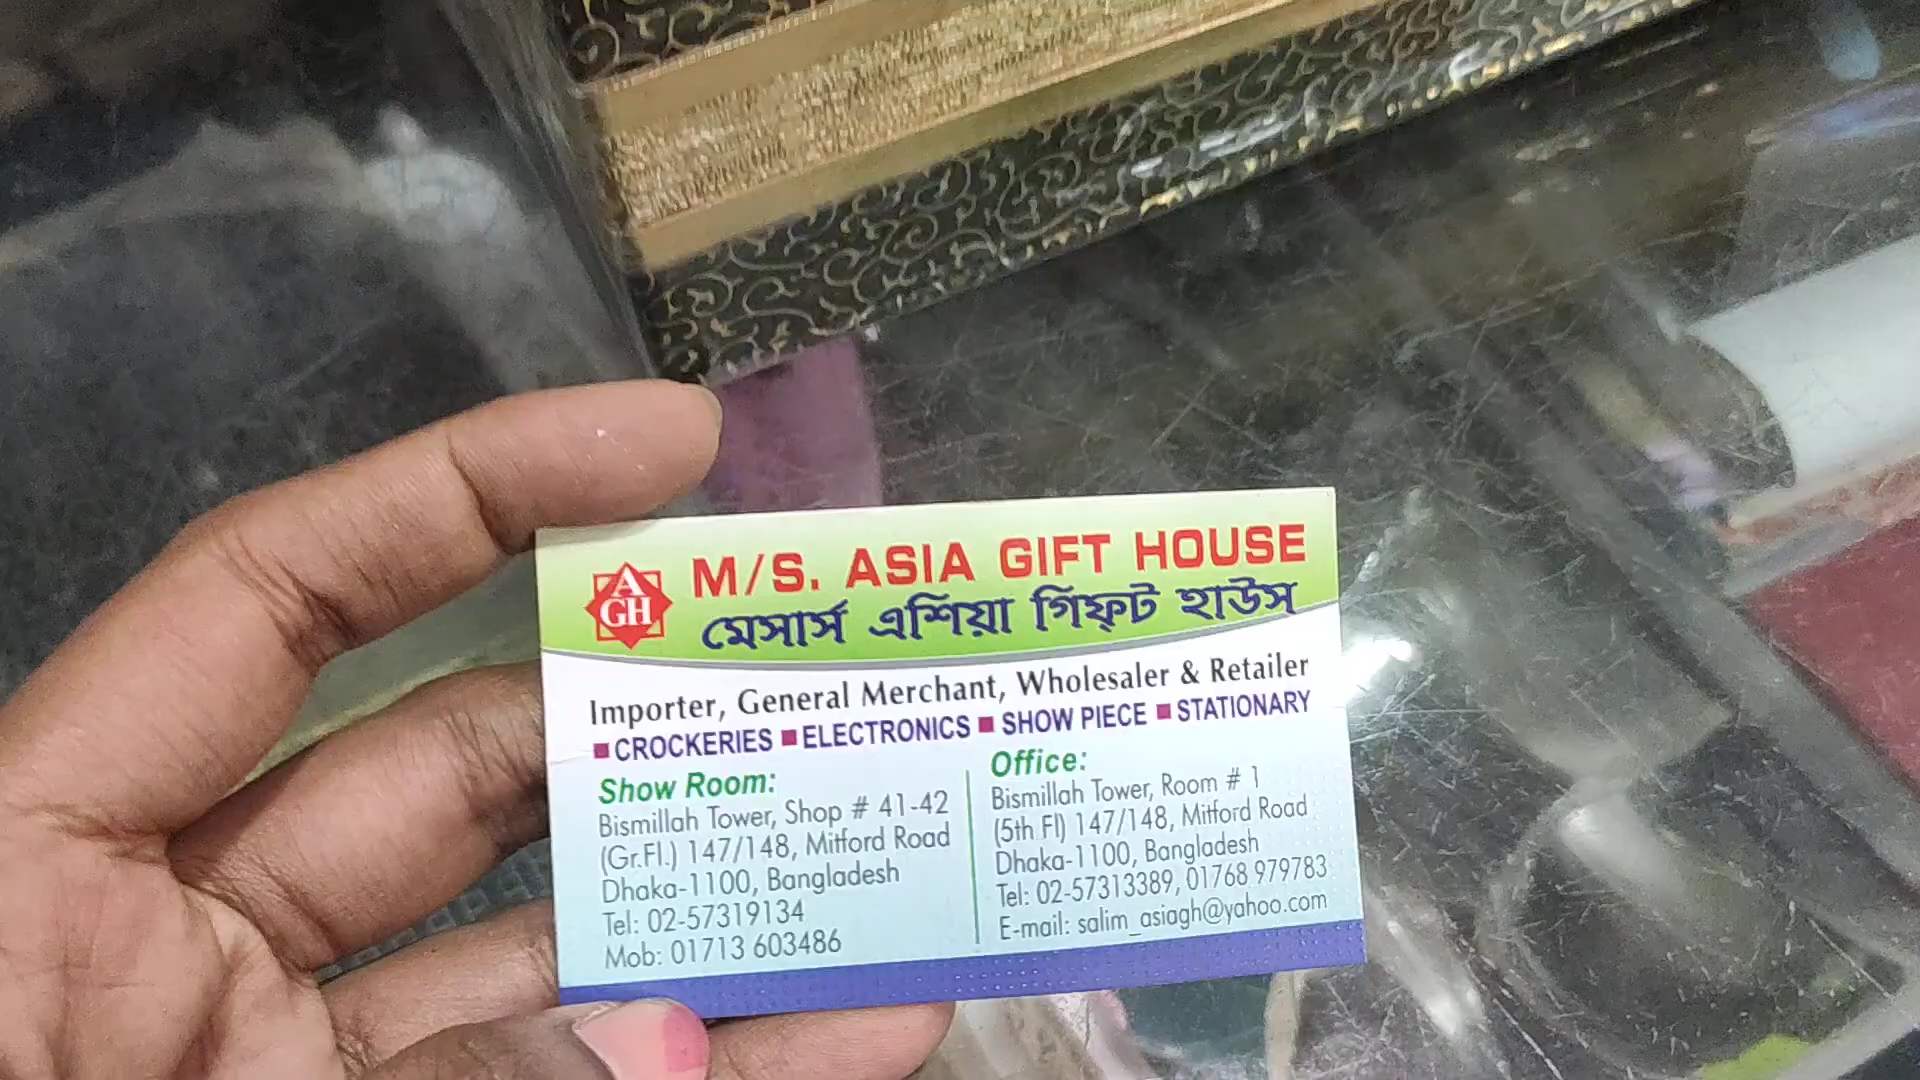 AGH
M/S. ASIA GIFT HOUSE
মেসার্স এশিয়া গিফ্ট হাউস
Importer, General Merchant, Wholesaler & Retailer
■ CROCKERIES ■ ELECTRONICS ■ SHOW PIECE ■ STATIONARY
Show Room:
Bismillah Tower, Shop # 41-42
(Gr.Fl.) 147/148, Mitford Road
Dhaka-1100, Bangladesh
Tel: 02-57319134
Mob: 01713 603486
Office:
Bismillah Tower, Room # 1
(5th Fl) 147/148, Mitford Road
Dhaka-1100, Bangladesh
Tel: 02-57313389, 01768 979783
E-mail: salim_asiagh@yahoo.com